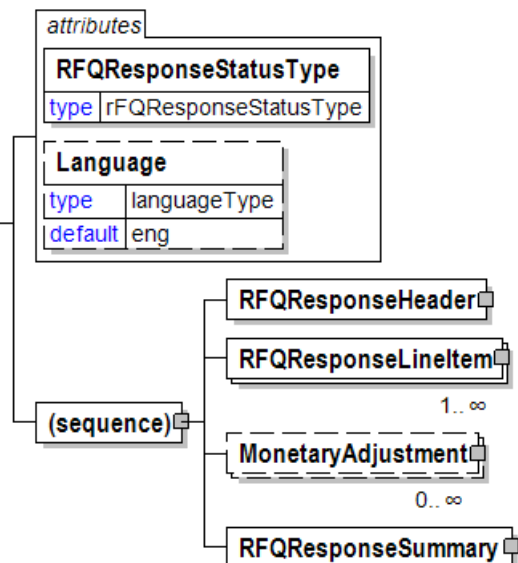 attributes
RFQResponseStatusType
type rFQResponseStatusType
Language
type languageType
default eng
RFQResponseHeader
RFQResponseLineItem
1.. ∞
(sequence)
MonetaryAdjustment
0.. ∞
RFQResponseSummary